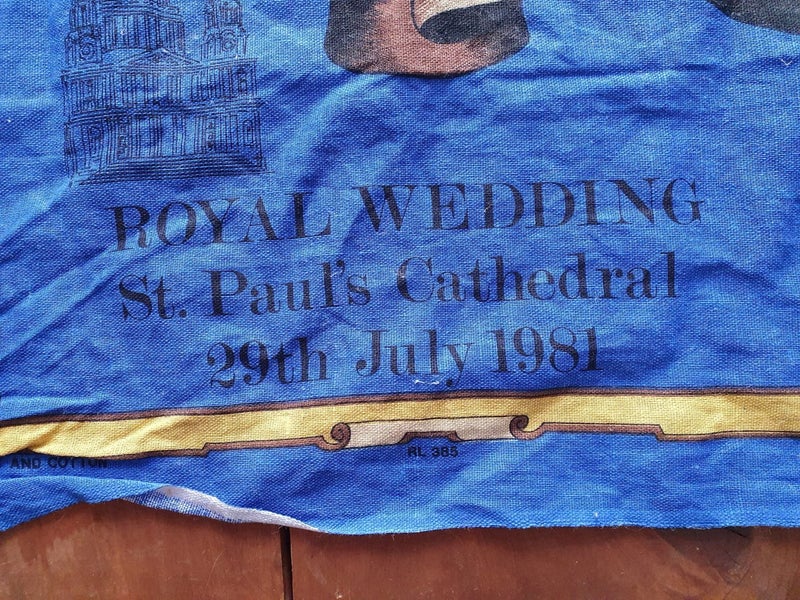 ROYAL WEDDING
St. Paul's Cathedral
29th July 1981
AND COTTON
RL 385